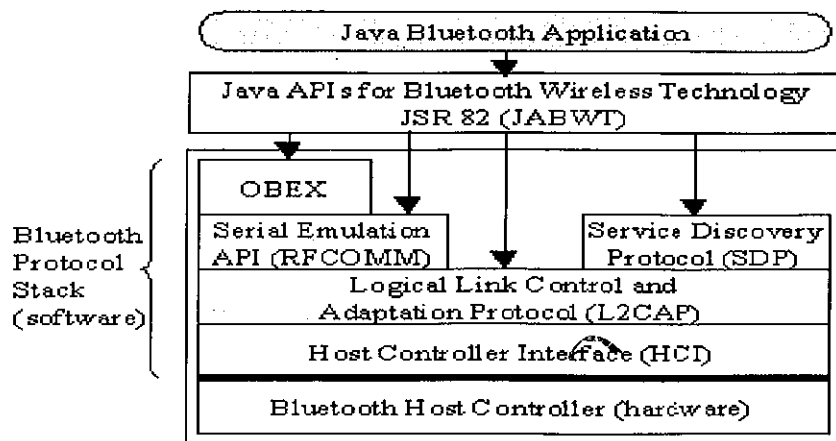 Java Bluetooth Application
Java APIs for Bluetooth Wireless Technology
JSR 82 (JABWT)
OBEX
Serial Emulation
API (RFCOMM)
Service Discovery
Protocol (SDP)
Logical Link Control and
Adaptation Protocol (L2CAP)
Host Controller Interface (HCI)
Bluetooth Host Controller (hardware)
Bluetooth
Protocol
Stack
(software)